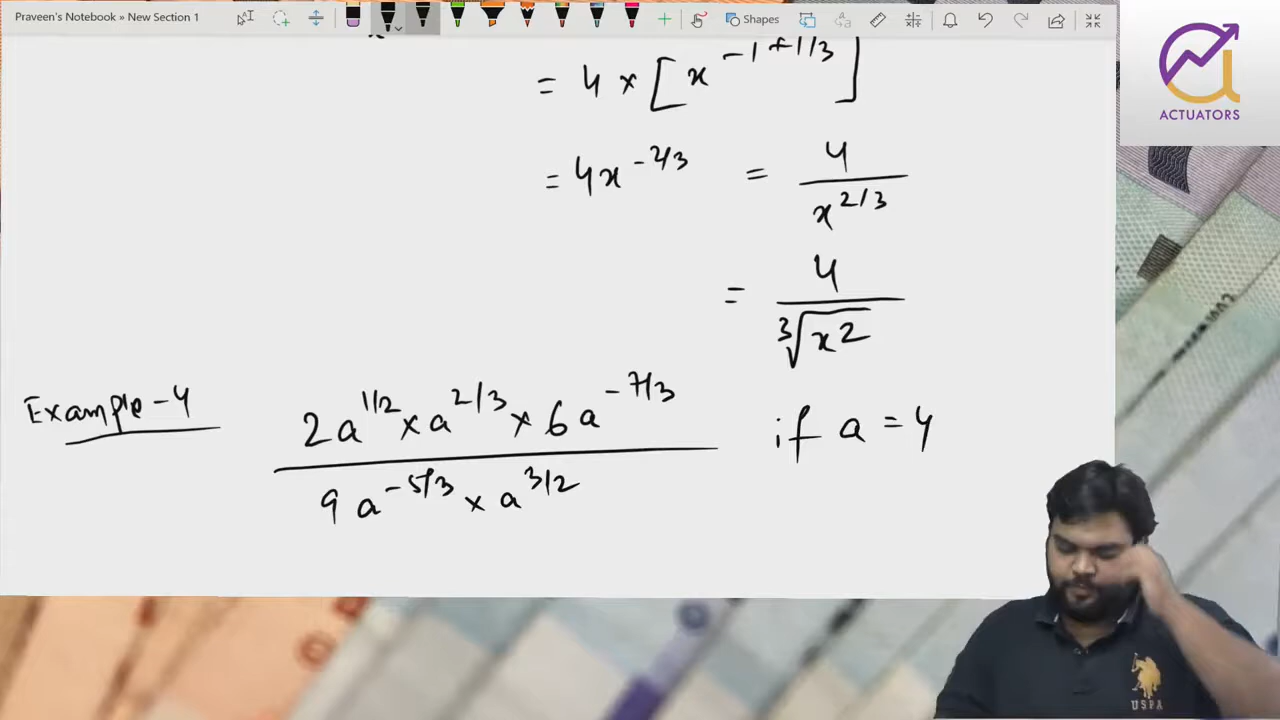 Praveen's Notebook » New Section 1
Shapes
ACTUATORS
= 4 × [x^-1+1/3]
= 4x^-2/3 = 4/x^2/3
= 4/∛x2
Example-4 2a^1/2 × a^2/3 × 6a^-7/3 if a = 4
9a^-5/3 × a^3/2
USPA